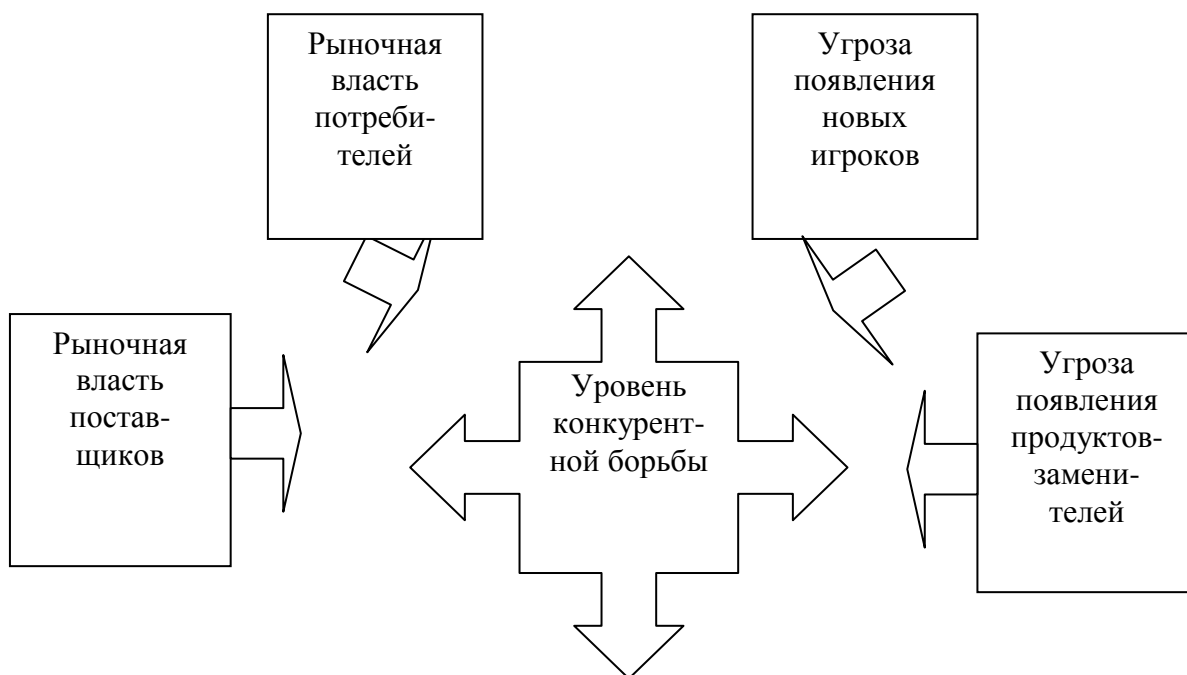 Рыночная
власть
потреби-
телей
Угроза
появления
новых
игроков
Рыночная
власть
постав-
щиков
Уровень
конкурент-
ной борьбы
Угроза
появления
продуктов-
замени-
телей